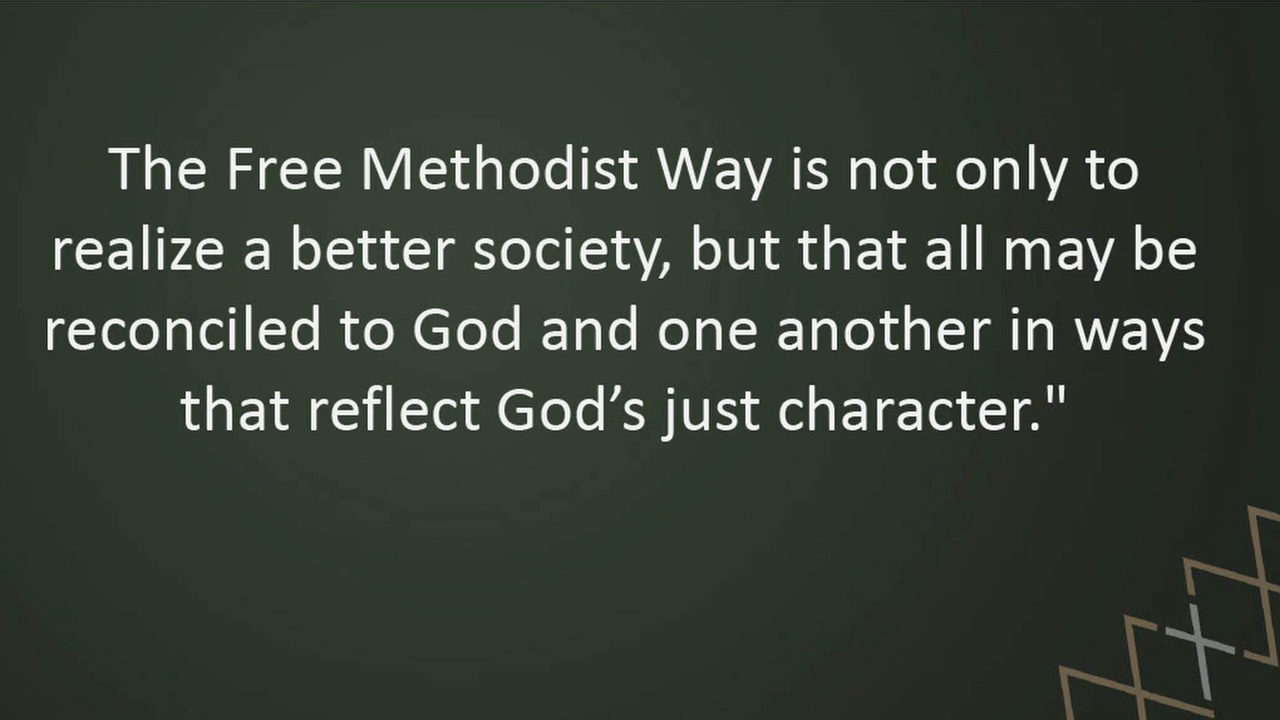 The Free Methodist Way is not only to
realize a better society, but that all may be
reconciled to God and one another in ways
that reflect God’s just character."